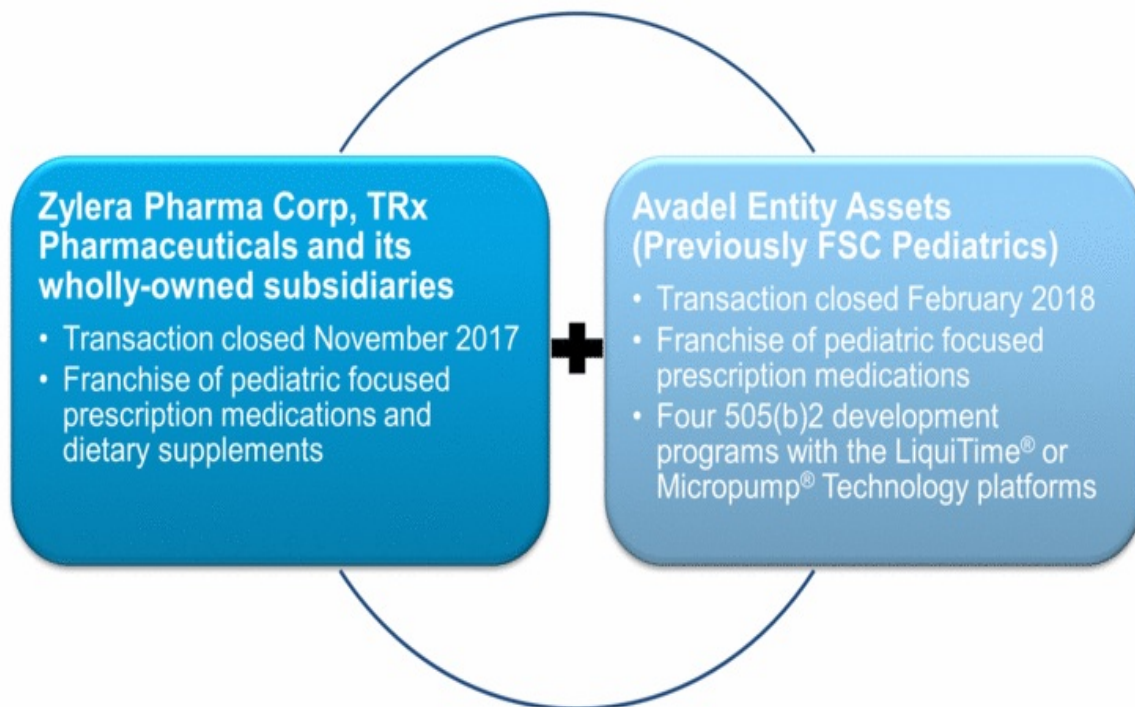 Zylera Pharma Corp, TRx
Pharmaceuticals and its
wholly-owned subsidiaries
• Transaction closed November 2017
• Franchise of pediatric focused
prescription medications and
dietary supplements
Avadel Entity Assets
(Previously FSC Pediatrics)
• Transaction closed February 2018
• Franchise of pediatric focused
prescription medications
• Four 505(b)2 development
programs with the LiquiTime® or
Micropump® Technology platforms